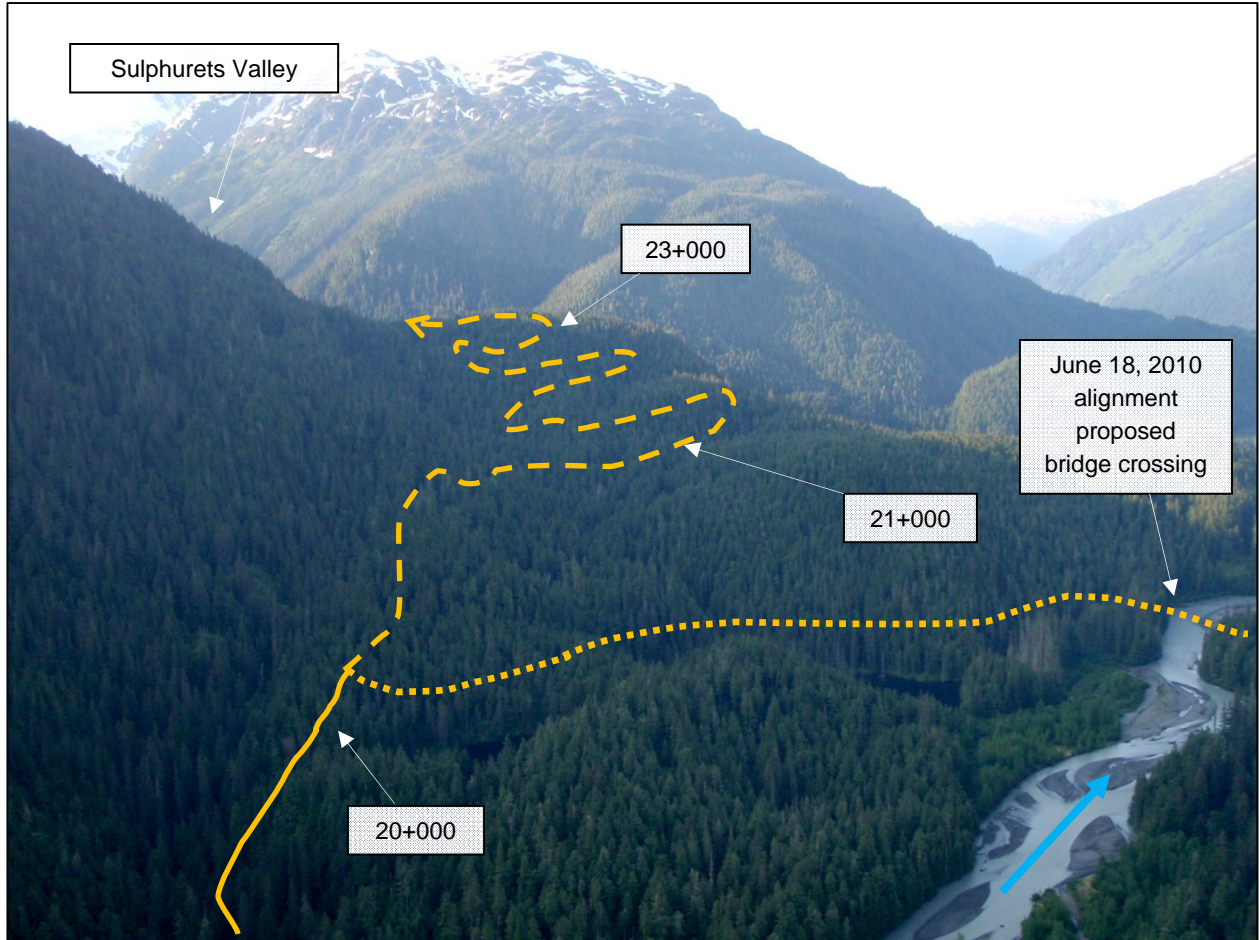 Sulphurets Valley
23+000
June 18, 2010
alignment
proposed
bridge crossing
21+000
20+000